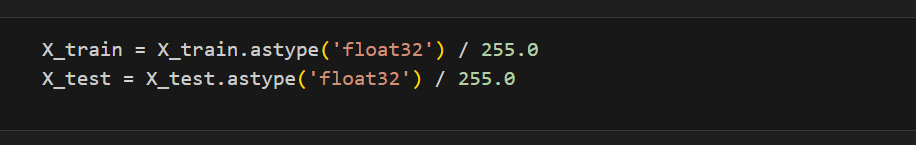 X_train = X_train.astype('float32') / 255.0
X_test = X_test.astype('float32') / 255.0